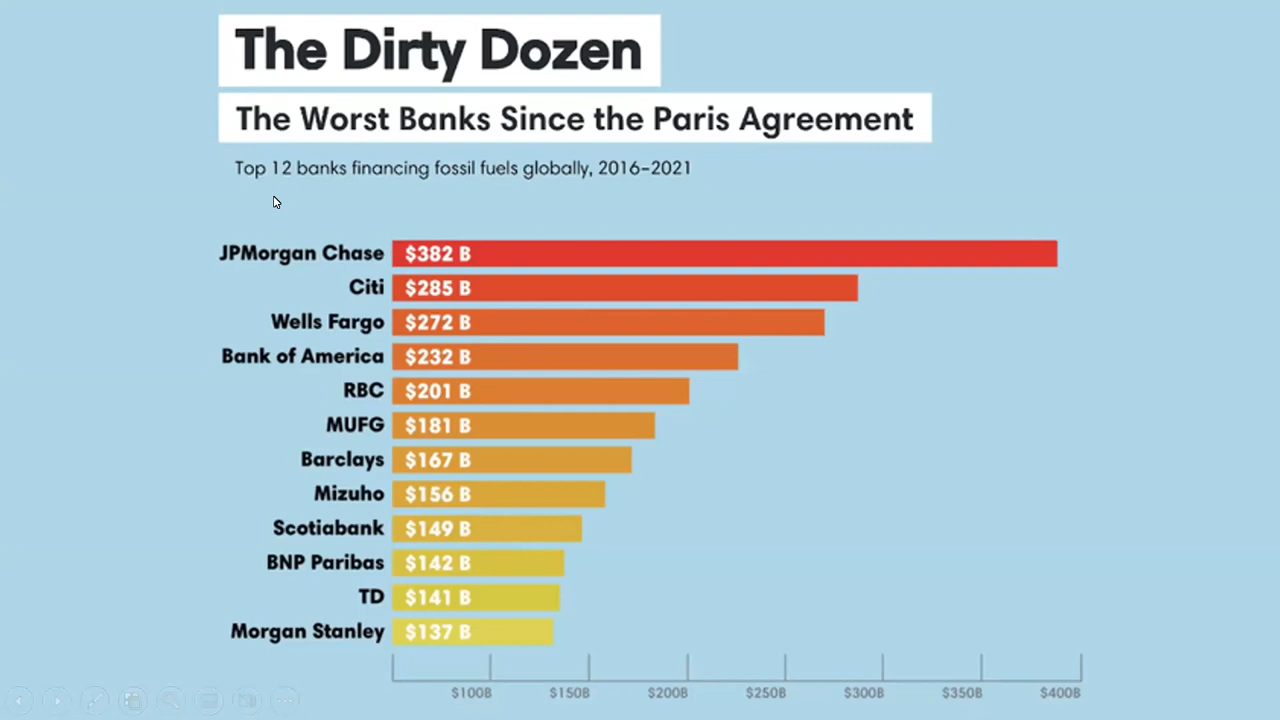 The Dirty Dozen
The Worst Banks Since the Paris Agreement
Top 12 banks financing fossil fuels globally, 2016–2021
JPMorgan Chase $382 B
Citi $285 B
Wells Fargo $272 B
Bank of America $232 B
RBC $201 B
MUFG $181 B
Barclays $167 B
Mizuho $156 B
Scotiabank $149 B
BNP Paribas $142 B
TD $141 B
Morgan Stanley $137 B
$100B $150B $200B $250B $300B $350B $400B